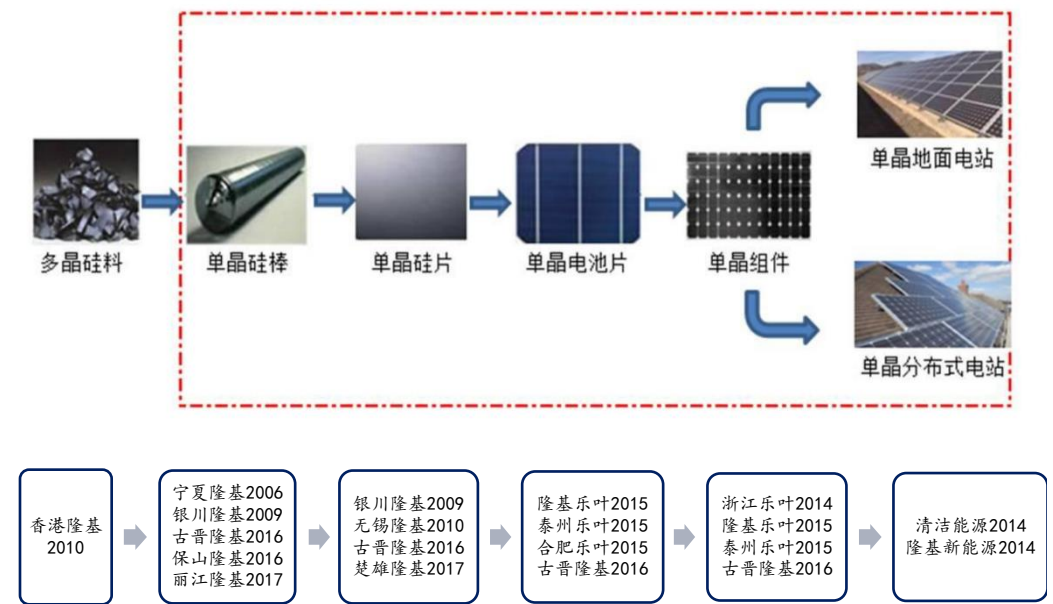 多晶硅料
单晶硅棒
单晶硅片
单晶电池片
单晶组件
单晶地面电站
单晶分布式电站
香港隆基
2010
宁夏隆基2006
银川隆基2009
古晋隆基2016
保山隆基2016
丽江隆基2017
银川隆基2009
无锡隆基2010
古晋隆基2016
楚雄隆基2017
隆基乐叶2015
泰州乐叶2015
合肥乐叶2015
古晋隆基2016
浙江乐叶2014
隆基乐叶2015
泰州乐叶2015
古晋隆基2016
清洁能源2014
隆基新能源2014